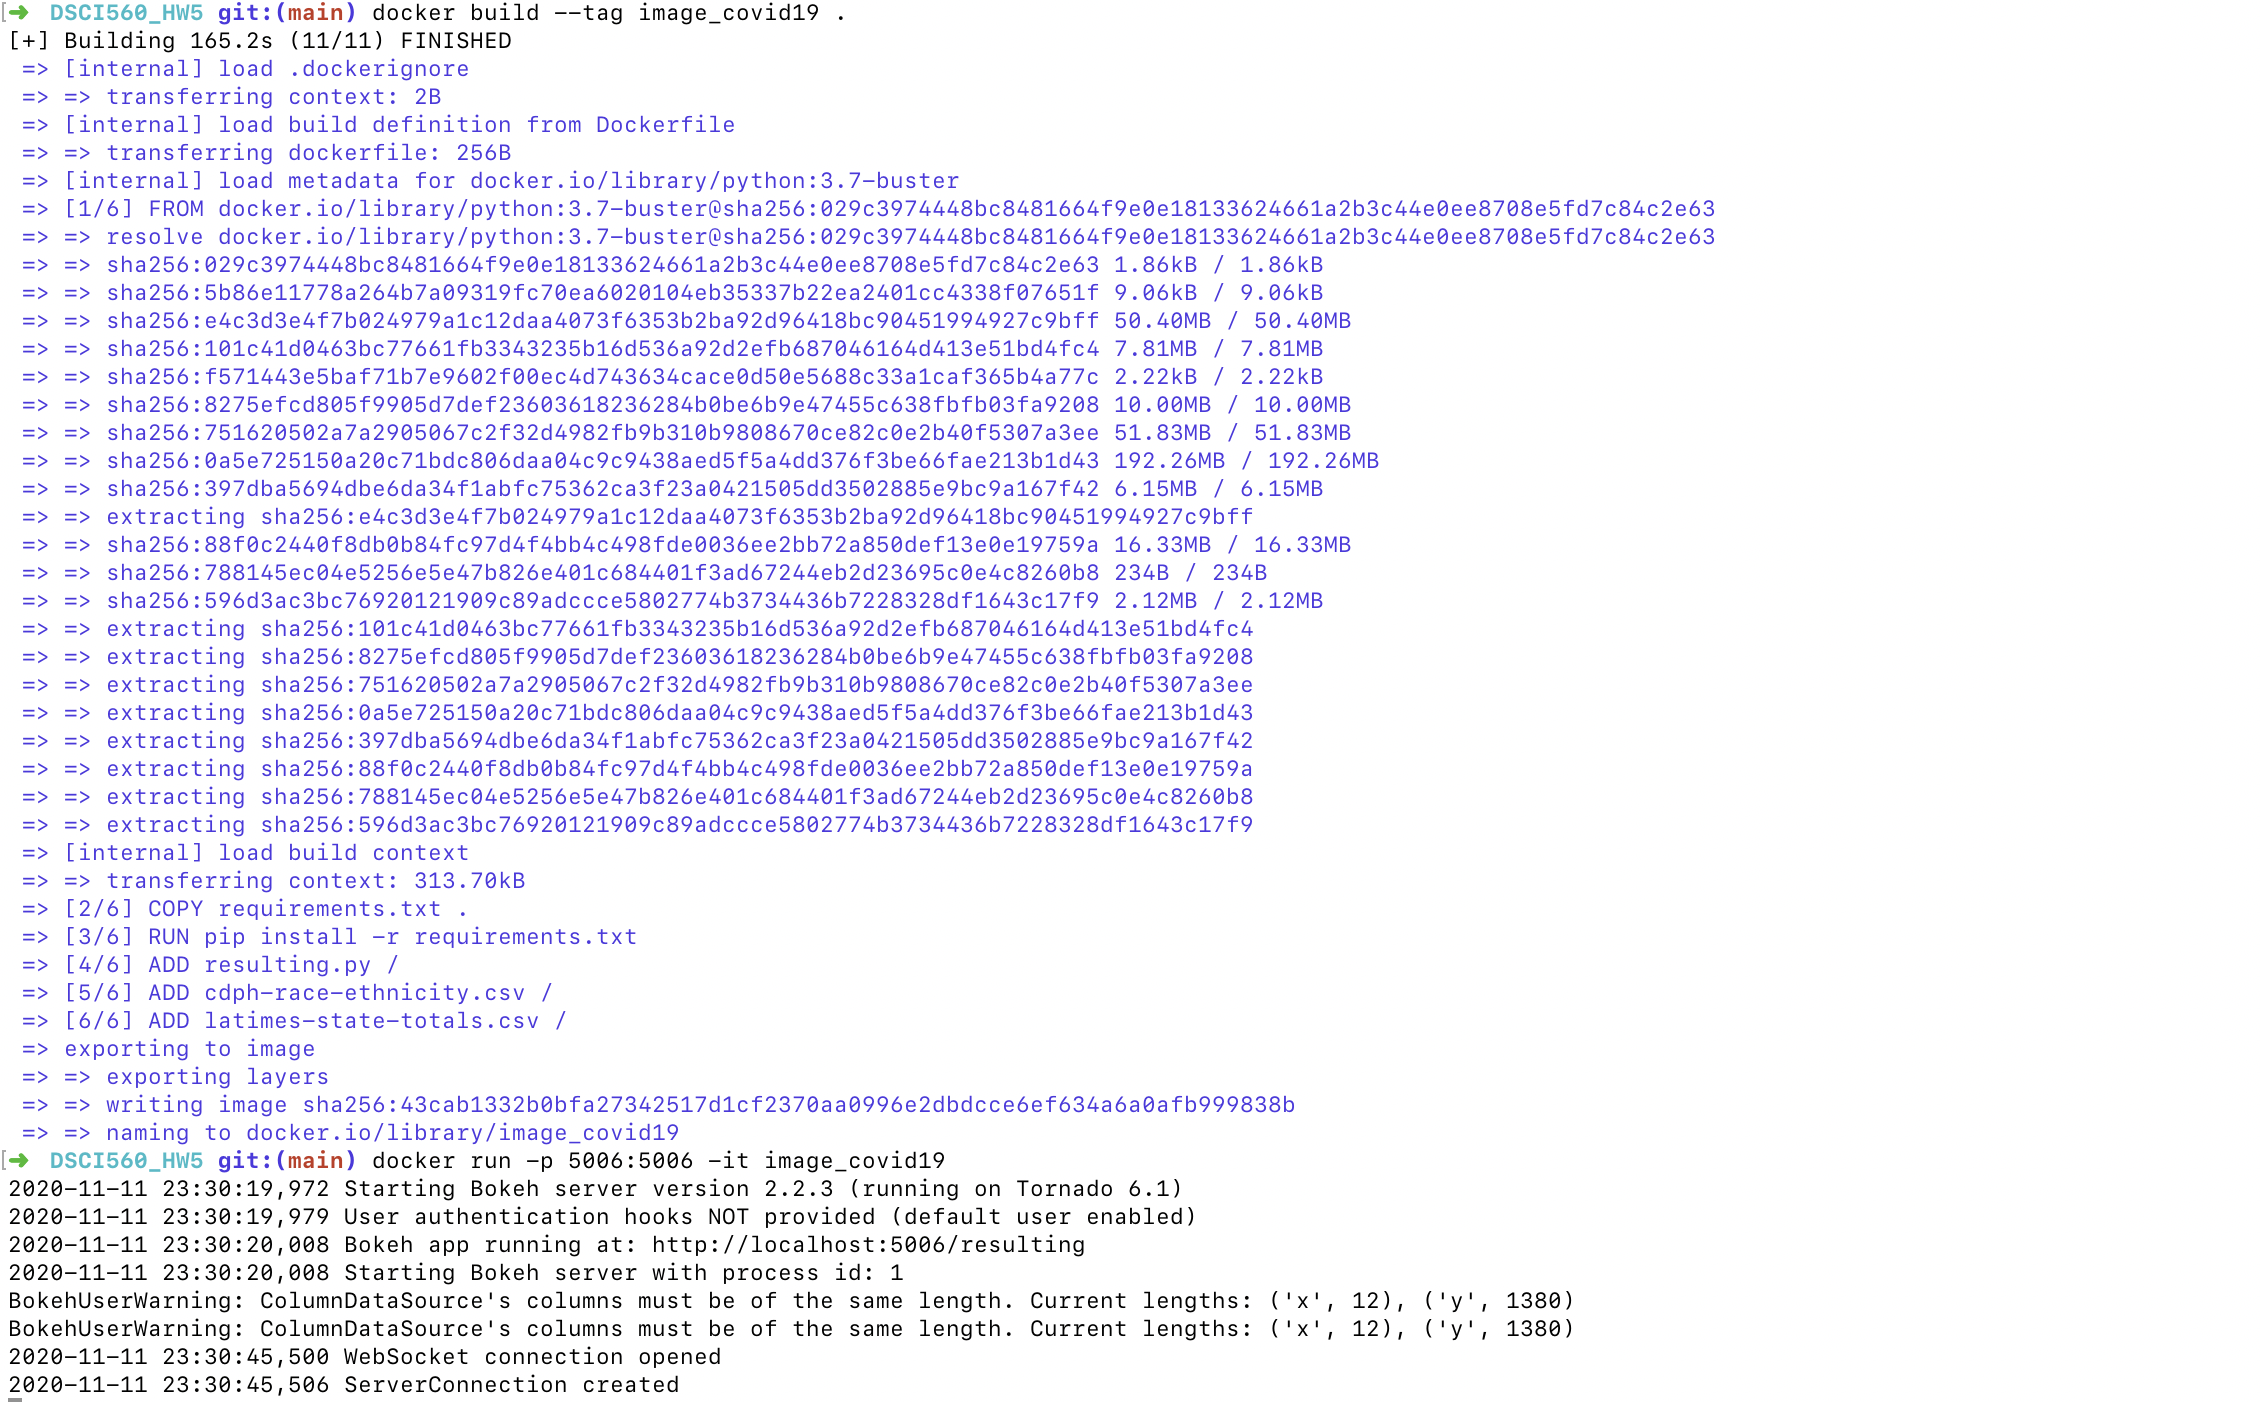 [➜  DSCI560_HW5 git:(main) docker build --tag image_covid19 .
[+] Building 165.2s (11/11) FINISHED
 => [internal] load .dockerignore
 => => transferring context: 2B
 => [internal] load build definition from Dockerfile
 => => transferring dockerfile: 256B
 => [internal] load metadata for docker.io/library/python:3.7-buster
 => [1/6] FROM docker.io/library/python:3.7-buster@sha256:029c3974448bc8481664f9e0e18133624661a2b3c44e0ee8708e5fd7c84c2e63
 => => resolve docker.io/library/python:3.7-buster@sha256:029c3974448bc8481664f9e0e18133624661a2b3c44e0ee8708e5fd7c84c2e63
 => => sha256:029c3974448bc8481664f9e0e18133624661a2b3c44e0ee8708e5fd7c84c2e63 1.86kB / 1.86kB
 => => sha256:5b86e11778a264b7a09319fc70ea6020104eb35337b22ea2401cc4338f07651f 9.06kB / 9.06kB
 => => sha256:e4c3d3e4f7b024979a1c12daa4073f6353b2ba92d96418bc90451994927c9bff 50.40MB / 50.40MB
 => => sha256:101c41d0463bc77661fb3343235b16d536a92d2efb687046164d413e51bd4fc4 7.81MB / 7.81MB
 => => sha256:f571443e5baf71b7e9602f00ec4d743634cace0d50e5688c33a1caf365b4a77c 2.22kB / 2.22kB
 => => sha256:8275efcd805f9905d7def23603618236284b0be6b9e47455c638fbfb03fa9208 10.00MB / 10.00MB
 => => sha256:751620502a7a2905067c2f32d4982fb9b310b9808670ce82c0e2b40f5307a3ee 51.83MB / 51.83MB
 => => sha256:0a5e725150a20c71bdc806daa04c9c9438aed5f5a4dd376f3be66fae213b1d43 192.26MB / 192.26MB
 => => sha256:397dba5694dbe6da34f1abfc75362ca3f23a0421505dd3502885e9bc9a167f42 6.15MB / 6.15MB
 => => extracting sha256:e4c3d3e4f7b024979a1c12daa4073f6353b2ba92d96418bc90451994927c9bff
 => => sha256:88f0c2440f8db0b84fc97d4f4bb4c498fde0036ee2bb72a850def13e0e19759a 16.33MB / 16.33MB
 => => sha256:788145ec04e5256e5e47b826e401c684401f3ad67244eb2d23695c0e4c8260b8 234B / 234B
 => => sha256:596d3ac3bc76920121909c89adccce5802774b3734436b7228328df1643c17f9 2.12MB / 2.12MB
 => => extracting sha256:101c41d0463bc77661fb3343235b16d536a92d2efb687046164d413e51bd4fc4
 => => extracting sha256:8275efcd805f9905d7def23603618236284b0be6b9e47455c638fbfb03fa9208
 => => extracting sha256:751620502a7a2905067c2f32d4982fb9b310b9808670ce82c0e2b40f5307a3ee
 => => extracting sha256:0a5e725150a20c71bdc806daa04c9c9438aed5f5a4dd376f3be66fae213b1d43
 => => extracting sha256:397dba5694dbe6da34f1abfc75362ca3f23a0421505dd3502885e9bc9a167f42
 => => extracting sha256:88f0c2440f8db0b84fc97d4f4bb4c498fde0036ee2bb72a850def13e0e19759a
 => => extracting sha256:788145ec04e5256e5e47b826e401c684401f3ad67244eb2d23695c0e4c8260b8
 => => extracting sha256:596d3ac3bc76920121909c89adccce5802774b3734436b7228328df1643c17f9
 => [internal] load build context
 => => transferring context: 313.70kB
 => [2/6] COPY requirements.txt .
 => [3/6] RUN pip install -r requirements.txt
 => [4/6] ADD resulting.py /
 => [5/6] ADD cdph-race-ethnicity.csv /
 => [6/6] ADD latimes-state-totals.csv /
 => exporting to image
 => => exporting layers
 => => writing image sha256:43cab1332b0bfa27342517d1cf2370aa0996e2dbdcce6ef634a6a0afb999838b
 => => naming to docker.io/library/image_covid19
[➜  DSCI560_HW5 git:(main) docker run -p 5006:5006 -it image_covid19
2020-11-11 23:30:19,972 Starting Bokeh server version 2.2.3 (running on Tornado 6.1)
2020-11-11 23:30:19,979 User authentication hooks NOT provided (default user enabled)
2020-11-11 23:30:20,008 Bokeh app running at: http://localhost:5006/resulting
2020-11-11 23:30:20,008 Starting Bokeh server with process id: 1
BokehUserWarning: ColumnDataSource's columns must be of the same length. Current lengths: ('x', 12), ('y', 1380)
BokehUserWarning: ColumnDataSource's columns must be of the same length. Current lengths: ('x', 12), ('y', 1380)
2020-11-11 23:30:45,500 WebSocket connection opened
2020-11-11 23:30:45,506 ServerConnection created